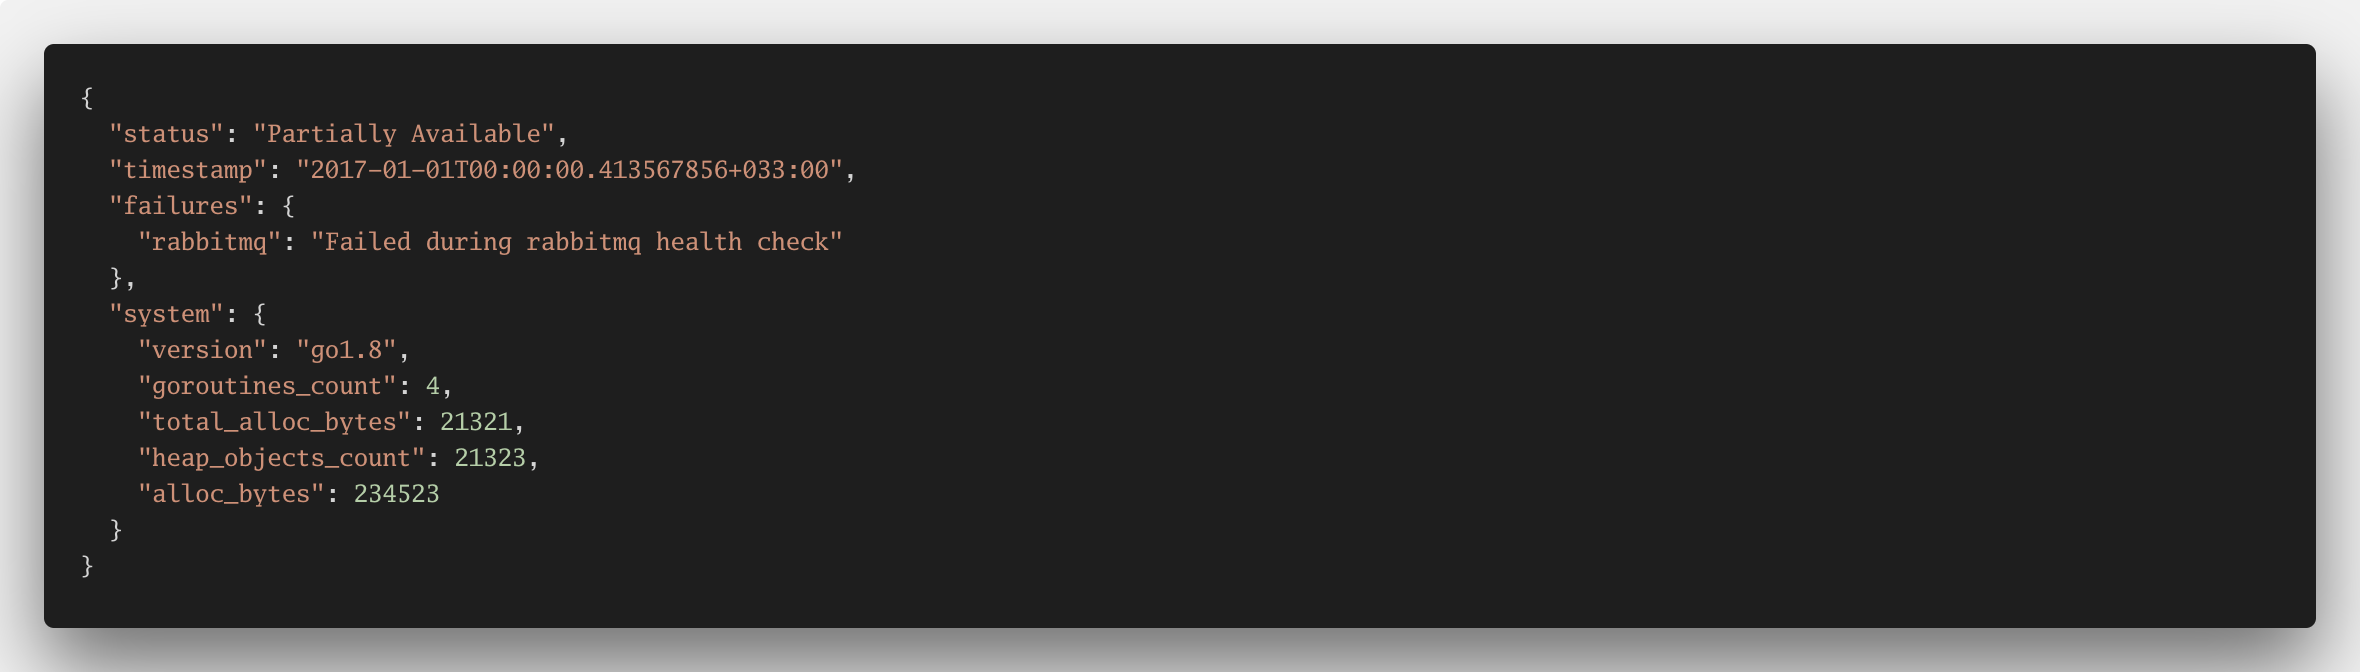 {
  "status": "Partially Available",
  "timestamp": "2017-01-01T00:00:00.413567856+033:00",
  "failures": {
    "rabbitmq": "Failed during rabbitmq health check"
  },
  "system": {
    "version": "go1.8",
    "goroutines_count": 4,
    "total_alloc_bytes": 21321,
    "heap_objects_count": 21323,
    "alloc_bytes": 234523
  }
}